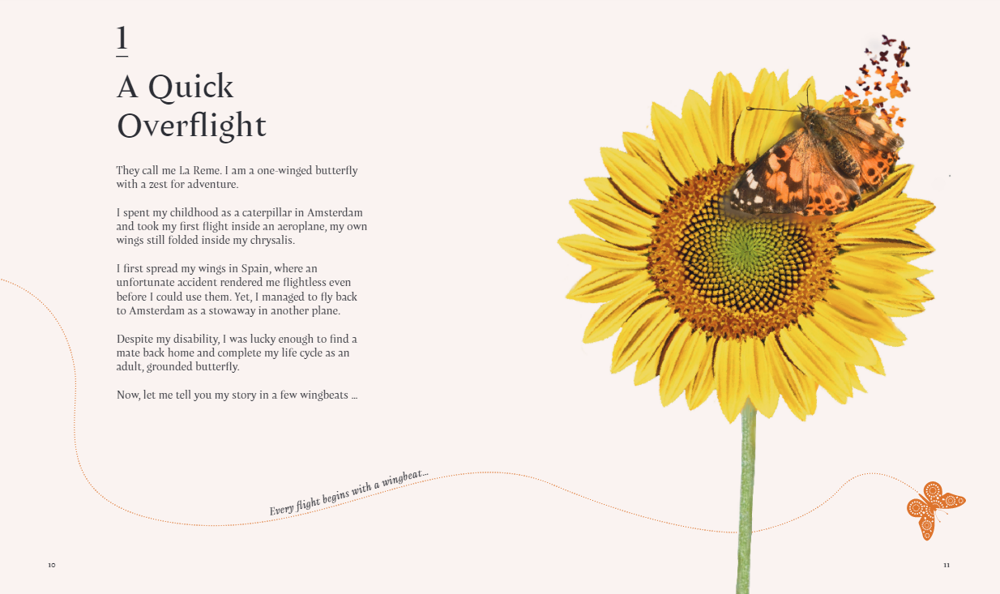 1
A Quick
Overflight
They call me La Reme. I am a one-winged butterfly
with a zest for adventure.
I spent my childhood as a caterpillar in Amsterdam
and took my first flight inside an aeroplane, my own
wings still folded inside my chrysalis.
I first spread my wings in Spain, where an
unfortunate accident rendered me flightless even
before I could use them. Yet, I managed to fly back
to Amsterdam as a stowaway in another plane.
Despite my disability, I was lucky enough to find a
mate back home and complete my life cycle as an
adult, grounded butterfly.
Now, let me tell you my story in a few wingbeats ...
Every flight begins with a wingbeat...
10
11